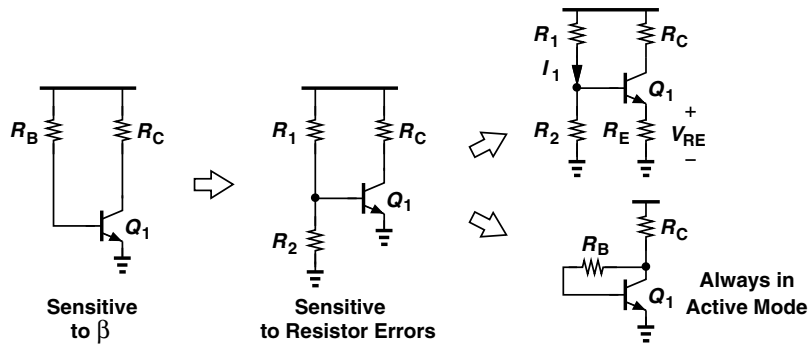 R_B
R_C
Q_1
Sensitive
to β
R_1
R_C
R_2
Q_1
Sensitive
to Resistor Errors
R_1
R_C
I_1
Q_1
R_2
R_E
+
V_RE
−
R_C
R_B
Q_1
Always in
Active Mode